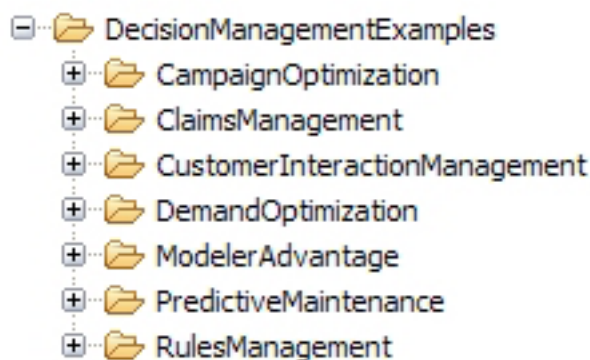 DecisionManagementExamples
CampaignOptimization
ClaimsManagement
CustomerInteractionManagement
DemandOptimization
ModelerAdvantage
PredictiveMaintenance
RulesManagement